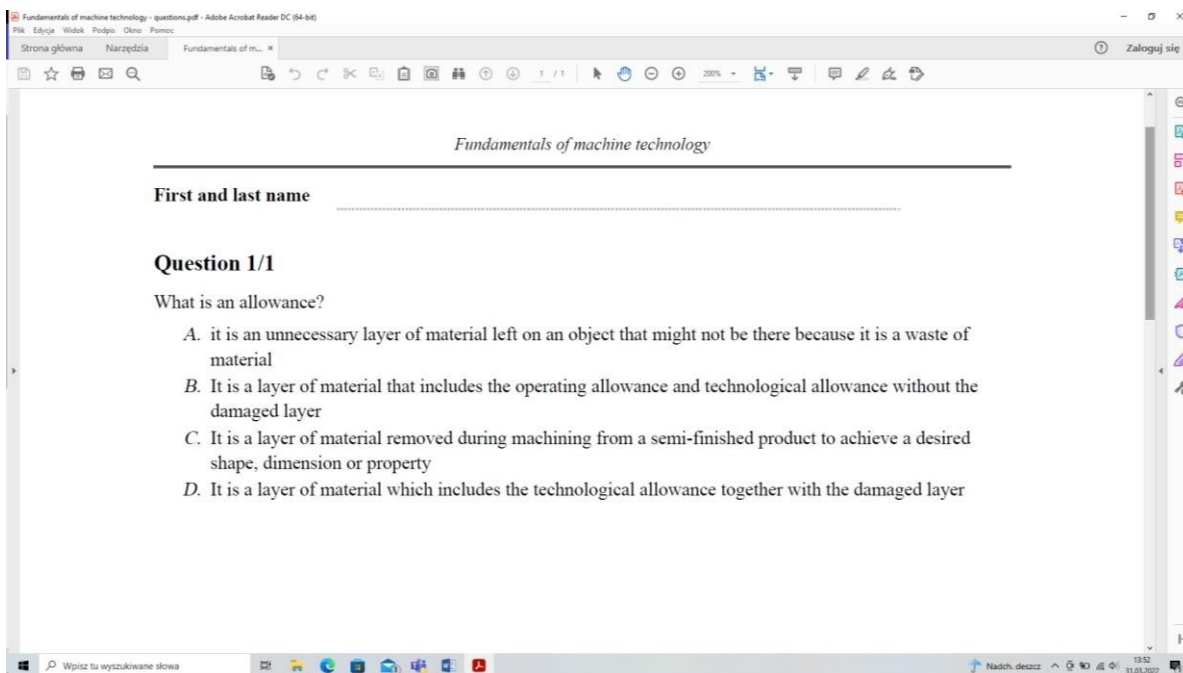 Fundamentals of machine technology - questions.pdf - Adobe Acrobat Reader DC (64-bit)
Plik Edycja Widok Podpis Okno Pomoc
Strona główna Narzędzia Fundamentals of m... × Zaloguj się
1 / 1 200%
Fundamentals of machine technology
First and last name
Question 1/1
What is an allowance?
A. it is an unnecessary layer of material left on an object that might not be there because it is a waste of
material
B. It is a layer of material that includes the operating allowance and technological allowance without the
damaged layer
C. It is a layer of material removed during machining from a semi-finished product to achieve a desired
shape, dimension or property
D. It is a layer of material which includes the technological allowance together with the damaged layer
Wpisz tu wyszukiwane słowa Nadch. deszcz 13:52
31.03.2022